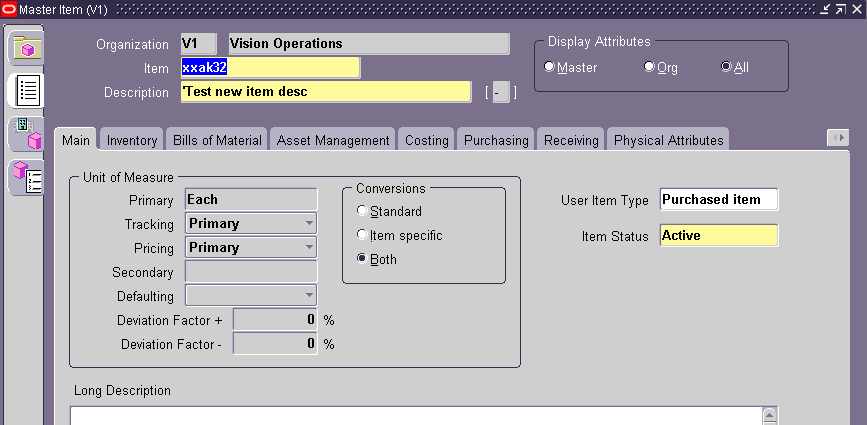 Master Item (V1)
Organization V1 Vision Operations
Display Attributes
Item xxak32
Master Org All
Description 'Test new item desc [ - ]
Main Inventory Bills of Material Asset Management Costing Purchasing Receiving Physical Attributes
Unit of Measure
Conversions
Primary Each
User Item Type Purchased item
Standard
Tracking Primary
Item specific
Item Status Active
Pricing Primary
Both
Secondary
Defaulting
Deviation Factor + 0 %
Deviation Factor - 0 %
Long Description